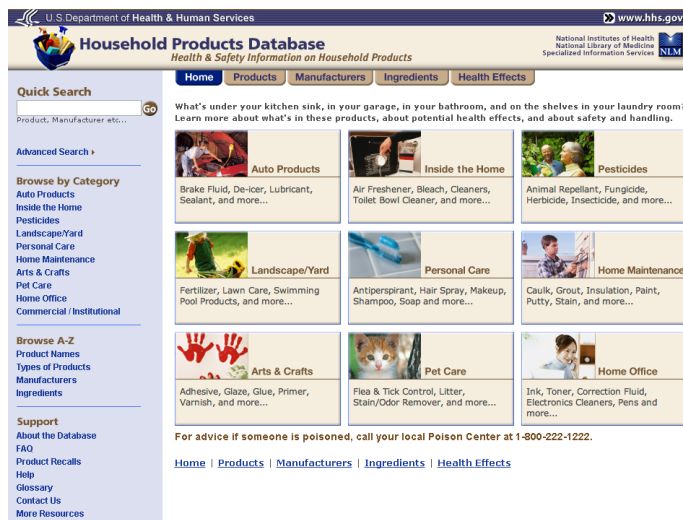 U.S.Department of Health & Human Services
www.hhs.gov
Household Products Database
Health & Safety Information on Household Products
National Institutes of Health
National Library of Medicine
Specialized Information Services
NLM
Home
Products
Manufacturers
Ingredients
Health Effects
Quick Search
Go
Product, Manufacturer etc...
Advanced Search
Browse by Category
Auto Products
Inside the Home
Pesticides
Landscape/Yard
Personal Care
Home Maintenance
Arts & Crafts
Pet Care
Home Office
Commercial / Institutional
Browse A-Z
Product Names
Types of Products
Manufacturers
Ingredients
Support
About the Database
FAQ
Product Recalls
Help
Glossary
Contact Us
More Resources
What's under your kitchen sink, in your garage, in your bathroom, and on the shelves in your laundry room?
Learn more about what's in these products, about potential health effects, and about safety and handling.
Auto Products
Brake Fluid, De-icer, Lubricant,
Sealant, and more...
Inside the Home
Air Freshener, Bleach, Cleaners,
Toilet Bowl Cleaner, and more...
Pesticides
Animal Repellant, Fungicide,
Herbicide, Insecticide, and more...
Landscape/Yard
Fertilizer, Lawn Care, Swimming
Pool Products, and more...
Personal Care
Antiperspirant, Hair Spray, Makeup,
Shampoo, Soap and more...
Home Maintenance
Caulk, Grout, Insulation, Paint,
Putty, Stain, and more...
Arts & Crafts
Adhesive, Glaze, Glue, Primer,
Varnish, and more...
Pet Care
Flea & Tick Control, Litter,
Stain/Odor Remover, and more...
Home Office
Ink, Toner, Correction Fluid,
Electronics Cleaners, Pens and
more...
For advice if someone is poisoned, call your local Poison Center at 1-800-222-1222.
Home | Products | Manufacturers | Ingredients | Health Effects